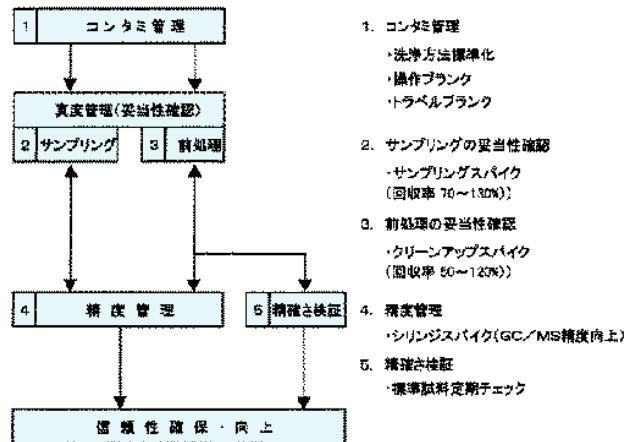 1 コンタミ管理
真度管理(妥当性確認)
2 サンプリング 3 前処理
4 精度管理 5 精確さ検証
信頼性確保・向上
1. コンタミ管理
・洗浄方法標準化
・操作ブランク
・トラベルブランク
2. サンプリングの妥当性確認
・サンプリングスパイク
(回収率 70～130%))
3. 前処理の妥当性確認
・クリーンアップスパイク
(回収率 50～120%))
4. 精度管理
・シリンジスパイク(GC／MS精度向上)
5. 精確さ検証
・標準試料定期チェック